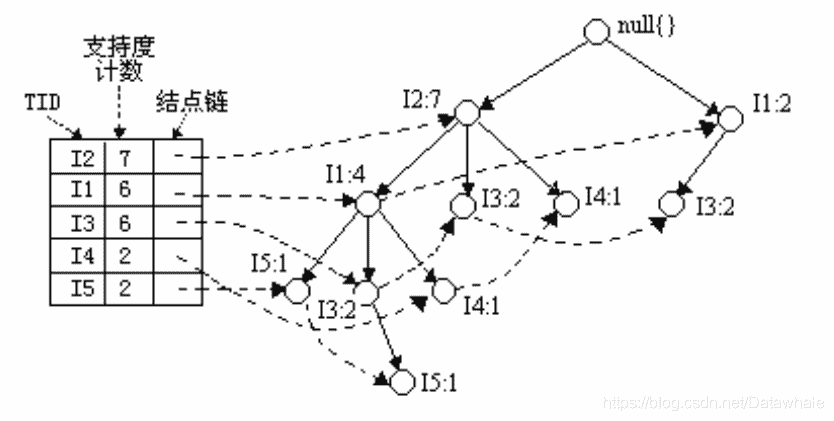 null{}
支持度
计数
TID
结点链
I2:7
I1:2
I2 7
I1 6
I3 6
I4 2
I5 2
I1:4
I3:2
I4:1
I3:2
I5:1
I3:2
I4:1
I5:1
https://blog.csdn.net/Datawhale